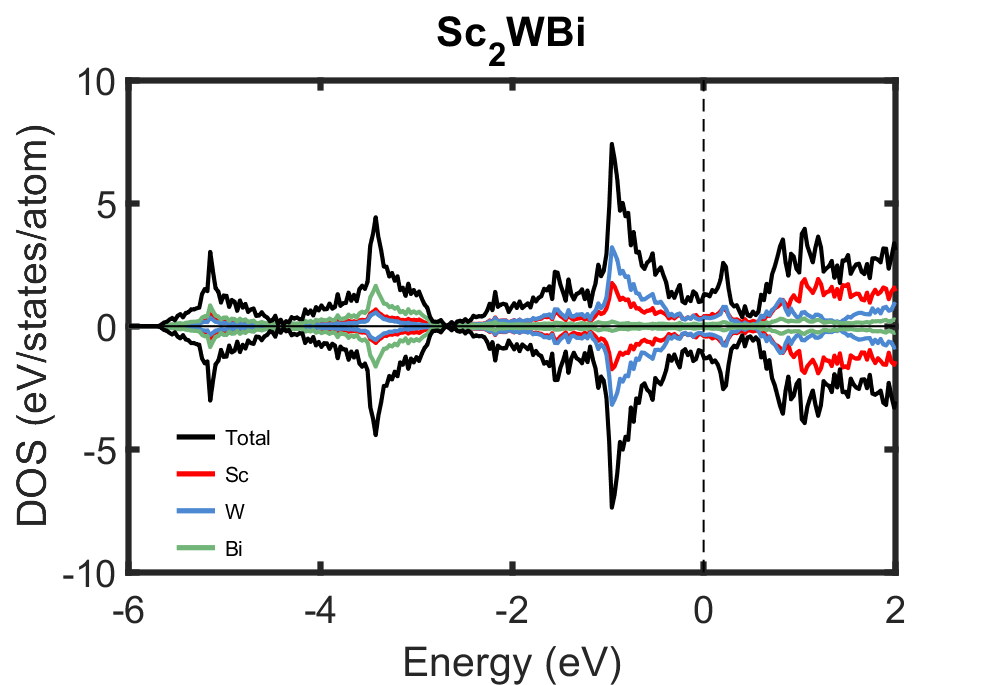 Sc2WBi
10
5
0
-5
-10
DOS (eV/states/atom)
Total
Sc
W
Bi
-6
-4
-2
0
2
Energy (eV)